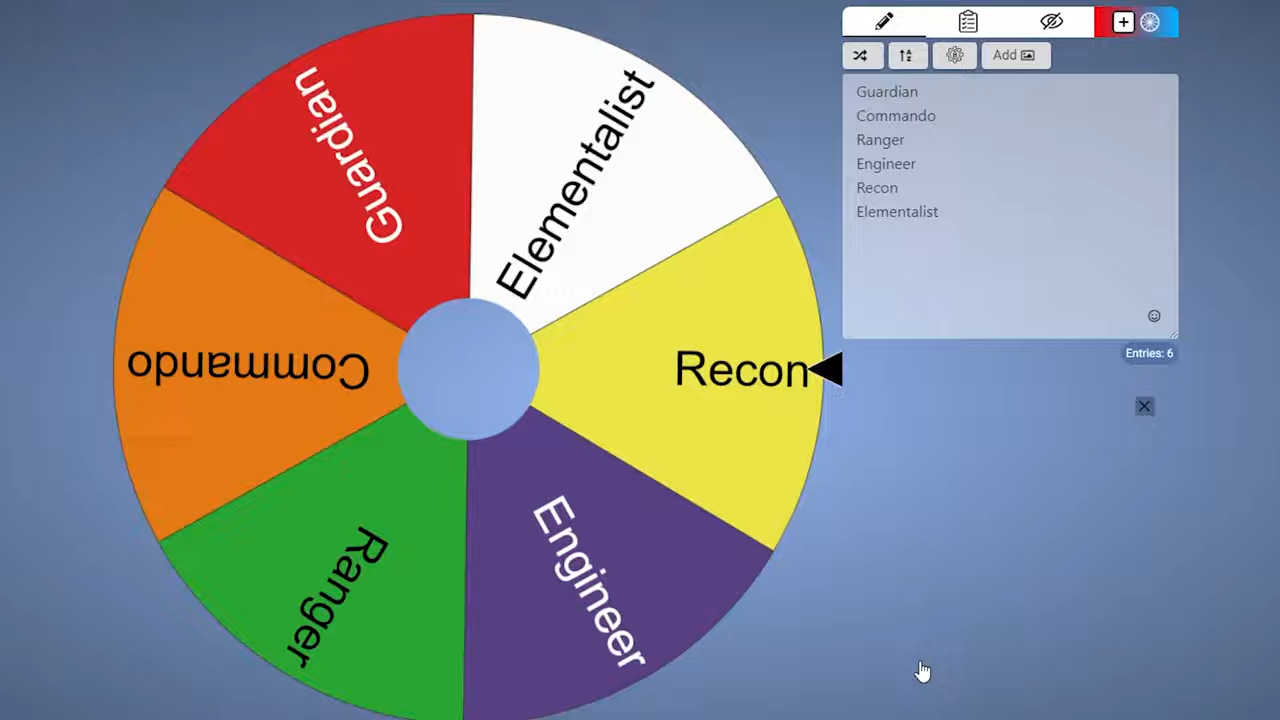 Guardian
Elementalist
Commando
Recon
Ranger
Engineer
Add
Guardian
Commando
Ranger
Engineer
Recon
Elementalist
Entries: 6